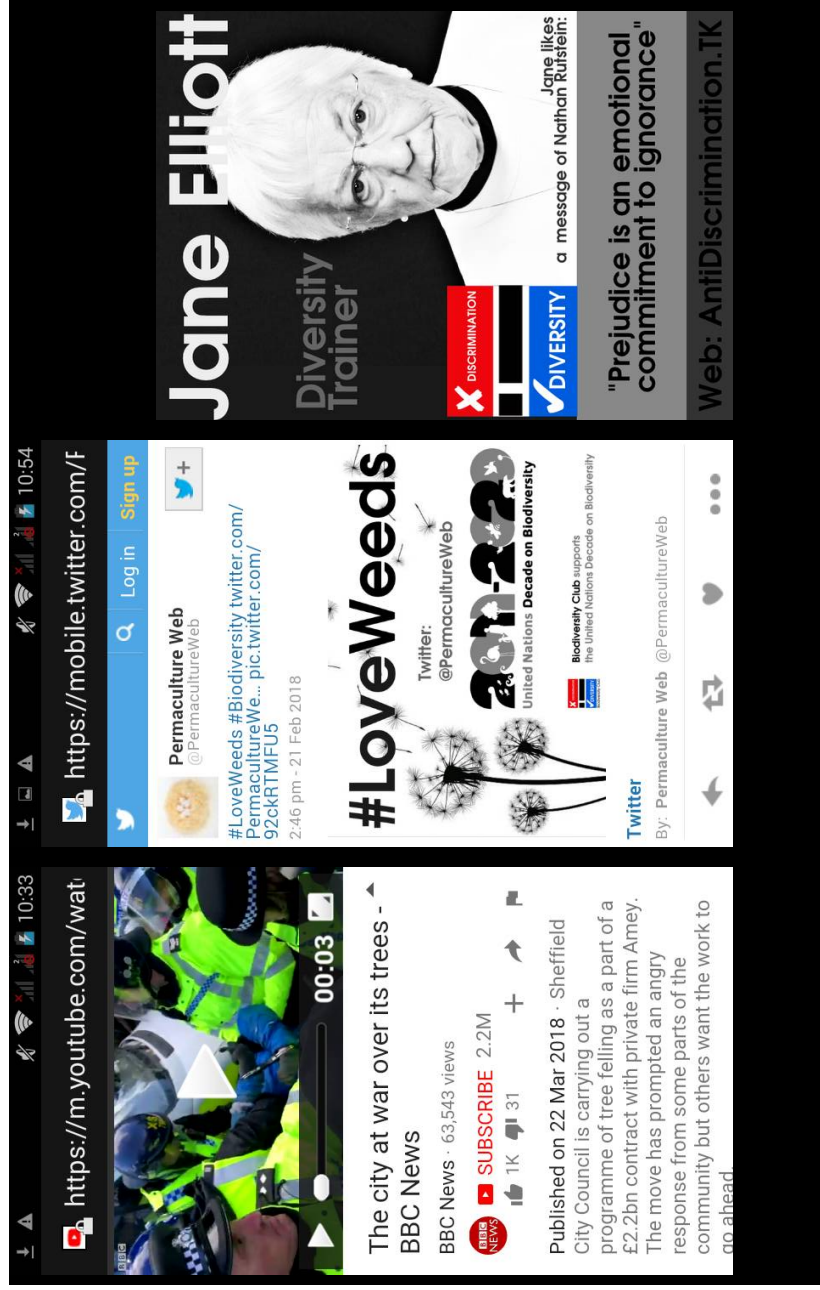 10:33
https://m.youtube.com/wat
BBC
00:03
The city at war over its trees -
BBC News
BBC News · 63,543 views
BBC NEWS SUBSCRIBE 2.2M
1K 31
Published on 22 Mar 2018 · Sheffield
City Council is carrying out a
programme of tree felling as a part of a
£2.2bn contract with private firm Amey.
The move has prompted an angry
response from some parts of the
community but others want the work to
go ahead.
10:54
https://mobile.twitter.com/F
Log in Sign up
Permaculture Web
@PermacultureWeb
#LoveWeeds #Biodiversity twitter.com/
PermacultureWe... pic.twitter.com/
92ckRTMFU5
2:46 pm - 21 Feb 2018
#LoveWeeds
Twitter:
@PermacultureWeb
2011-2020
United Nations Decade on Biodiversity
Biodiversity Club supports
the United Nations Decade on Biodiversity
DISCRIMINATION
DIVERSITY
Twitter
By: Permaculture Web @PermacultureWeb
Jane Elliott
Diversity
Trainer
DISCRIMINATION
DIVERSITY
Jane likes
a message of Nathan Rutstein:
"Prejudice is an emotional
commitment to ignorance"
Web: AntiDiscrimination.TK